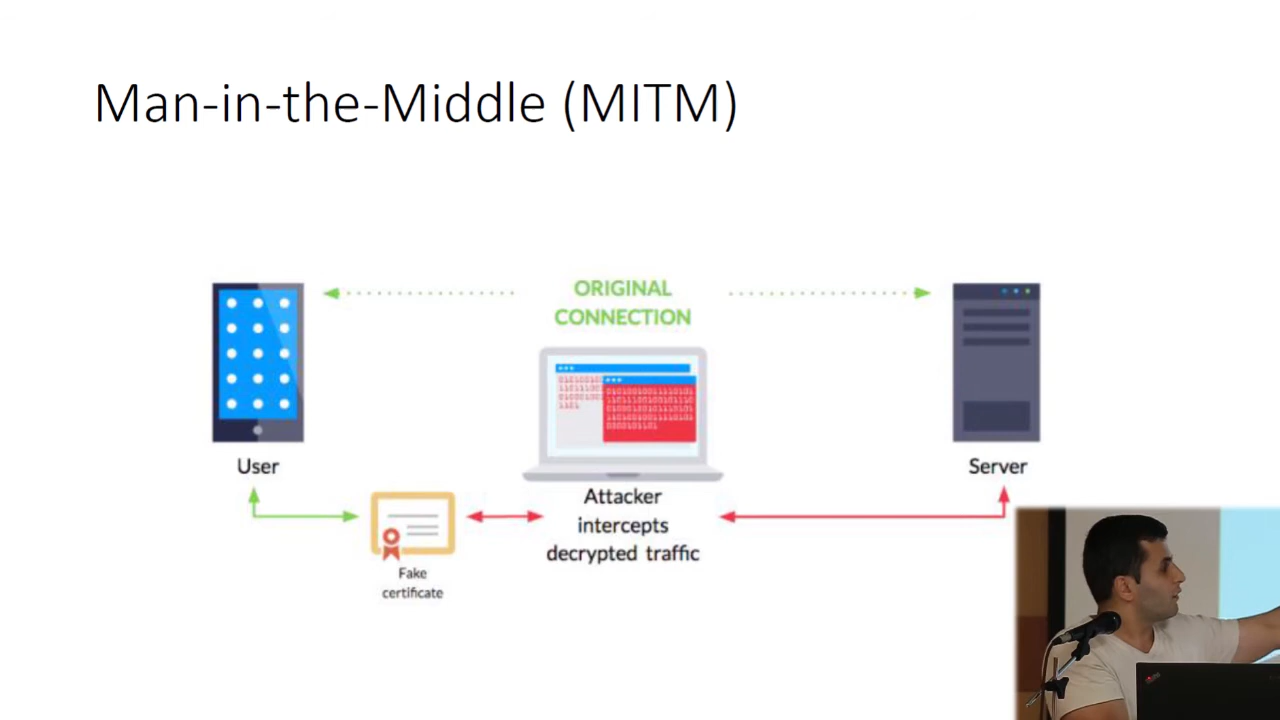 Man-in-the-Middle (MITM)
ORIGINAL
CONNECTION
User
Server
Attacker
intercepts
decrypted traffic
Fake
certificate